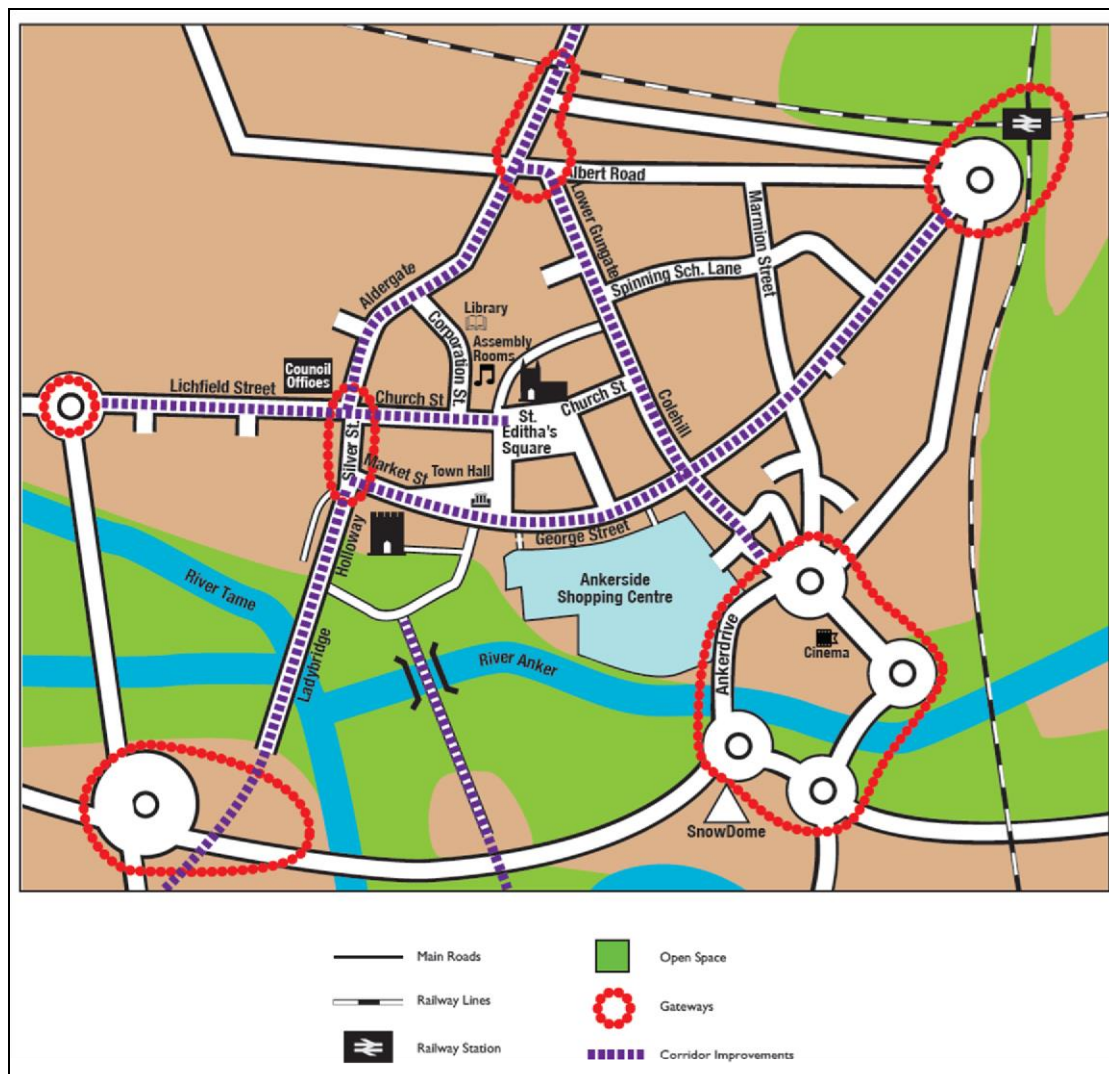 Albert Road
Lower Gungate
Marmion Street
Spinning Sch. Lane
Aldergate
Corporation St.
Library
Assembly
Rooms
Council
Offices
Lichfield Street
Church St
Church St
St.
Editha's
Square
Colehill
Silver St.
Market St
Town Hall
George Street
Holloway
Ankerside
Shopping Centre
River Tame
Ladybridge
River Anker
Ankerdrive
Cinema
SnowDome
Main Roads
Open Space
Railway Lines
Gateways
Railway Station
Corridor Improvements